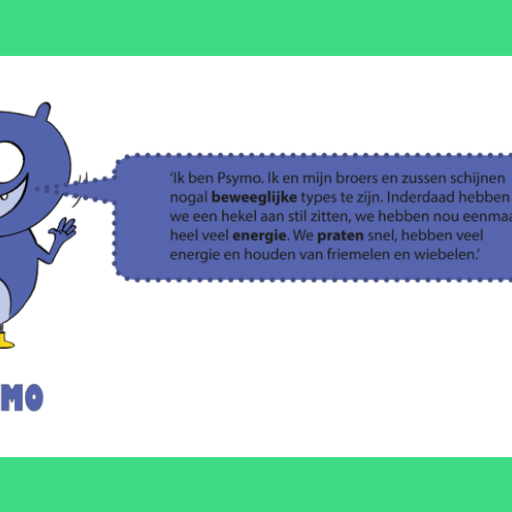 ‘Ik ben Psymo. Ik en mijn broers en zussen schijnen
nogal beweeglijke types te zijn. Inderdaad hebben
we een hekel aan stil zitten, we hebben nou eenmaa
heel veel energie. We praten snel, hebben veel
energie en houden van friemelen en wiebelen.’
MO